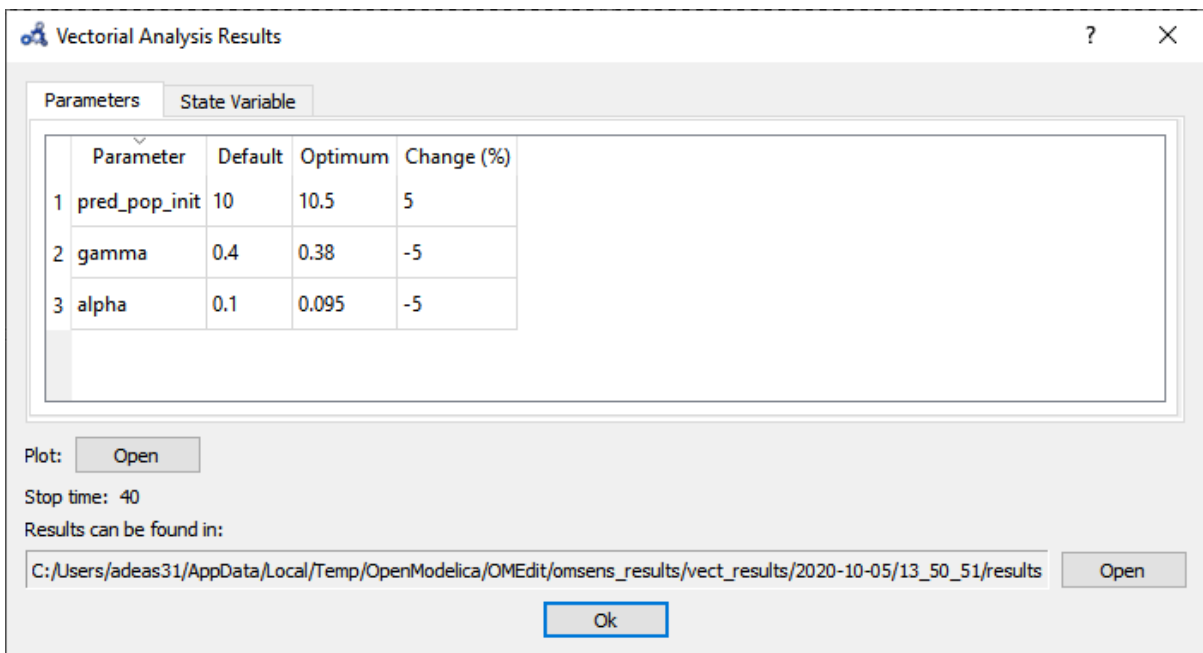 Vectorial Analysis Results ?
Parameters State Variable
Parameter Default Optimum Change (%)
1 pred_pop_init 10 10.5 5
2 gamma 0.4 0.38 -5
3 alpha 0.1 0.095 -5
Plot: Open
Stop time: 40
Results can be found in:
C:/Users/adeas31/AppData/Local/Temp/OpenModelica/OMEdit/omsens_results/vect_results/2020-10-05/13_50_51/results Open
Ok